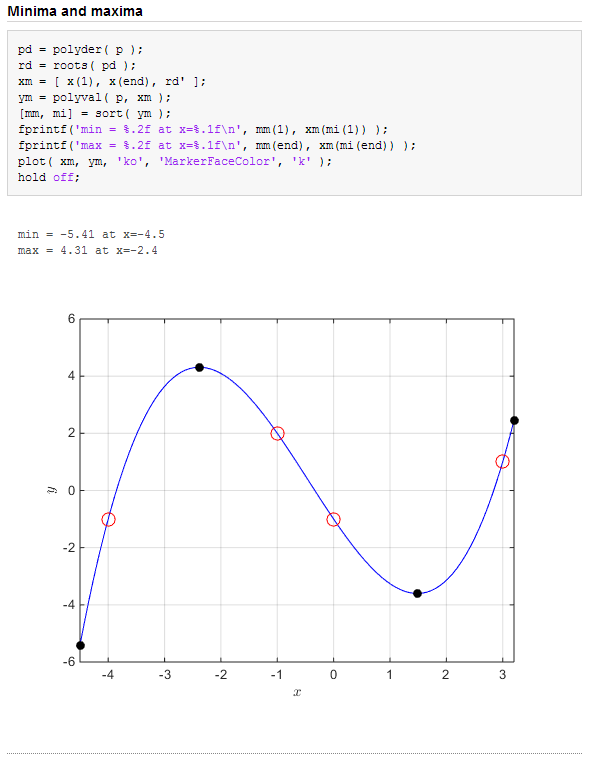 Minima and maxima
pd = polyder( p );
rd = roots( pd );
xm = [ x(1), x(end), rd' ];
ym = polyval( p, xm );
[mm, mi] = sort( ym );
fprintf('min = %.2f at x=%.1f\n', mm(1), xm(mi(1)) );
fprintf('max = %.2f at x=%.1f\n', mm(end), xm(mi(end)) );
plot( xm, ym, 'ko', 'MarkerFaceColor', 'k' );
hold off;
min = -5.41 at x=-4.5
max = 4.31 at x=-2.4
6
4
2
0
-2
-4
-6
y
-4 -3 -2 -1 0 1 2 3
x